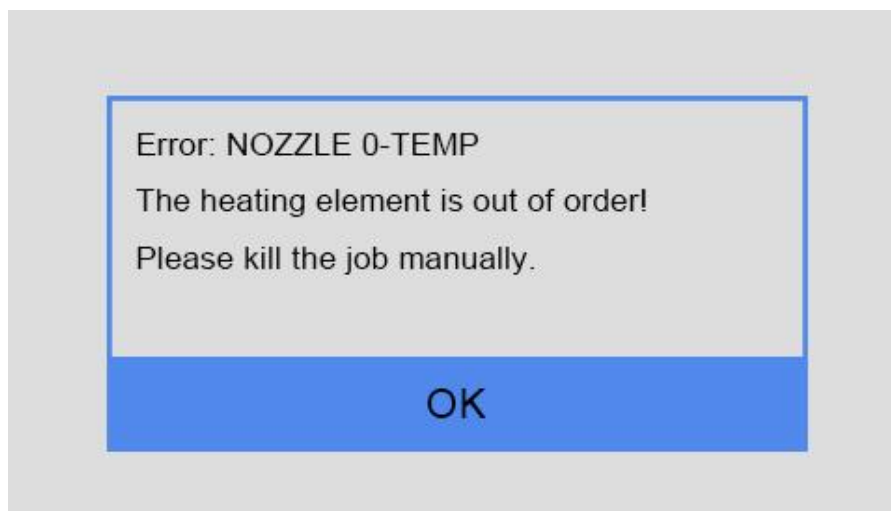 Error: NOZZLE 0-TEMP
The heating element is out of order!
Please kill the job manually.
OK